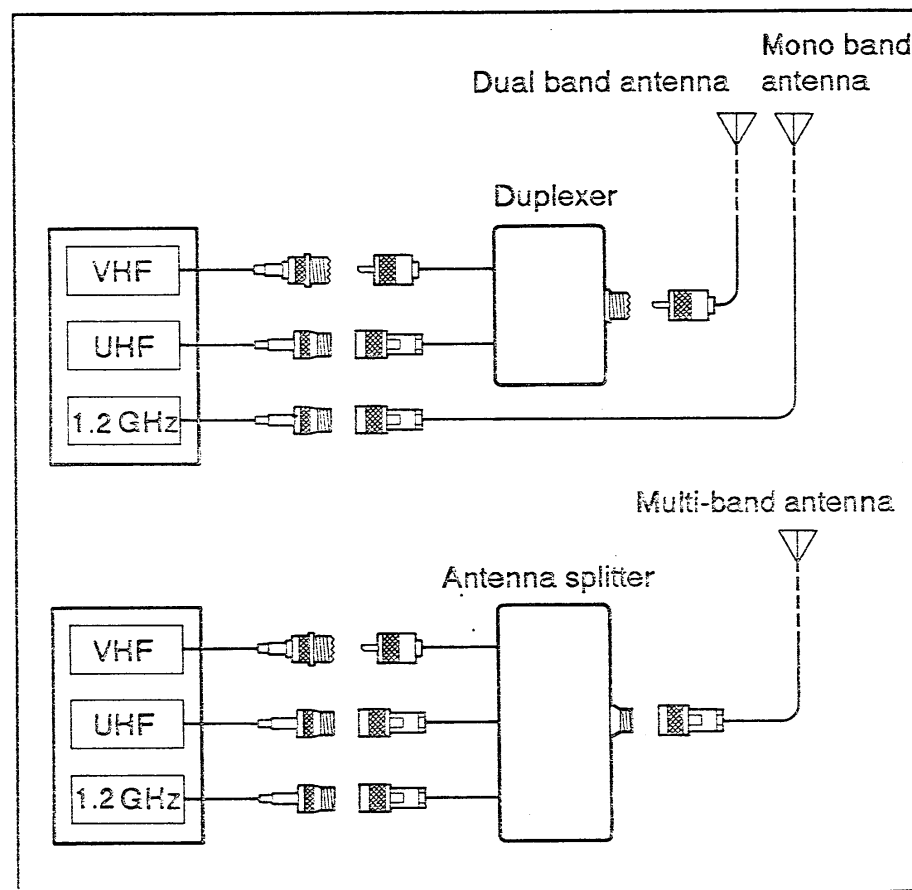 Mono band
Dual band antenna antenna
Duplexer
VHF
UHF
1.2 GHz
Multi-band antenna
Antenna splitter
VHF
UHF
1.2 GHz